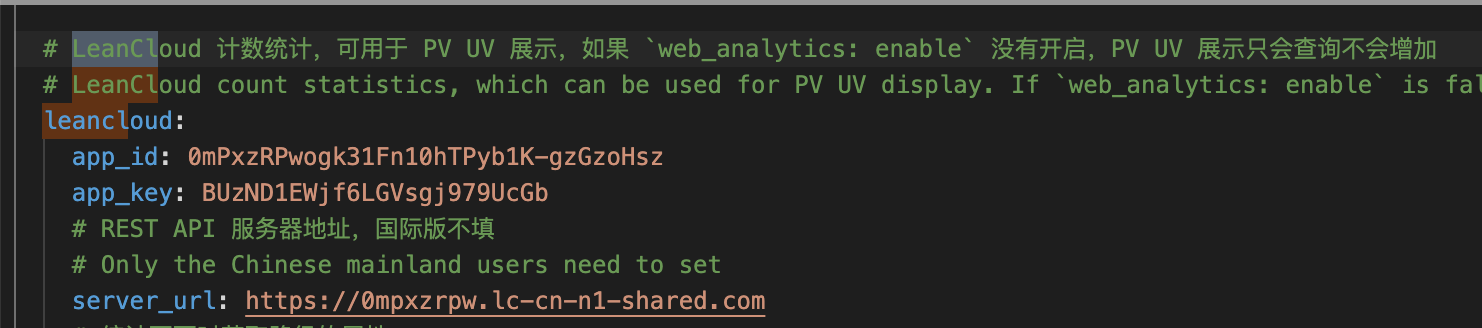 # LeanCloud 计数统计，可用于 PV UV 展示，如果 `web_analytics: enable` 没有开启，PV UV 展示只会查询不会增加
# LeanCloud count statistics, which can be used for PV UV display. If `web_analytics: enable` is fal
leancloud:
app_id: 0mPxzRPwogk31Fn10hTPyb1K-gzGzoHsz
app_key: BUzND1EWjf6LGVsgj979UcGb
# REST API 服务器地址，国际版不填
# Only the Chinese mainland users need to set
server_url: https://0mpxzrpw.lc-cn-n1-shared.com